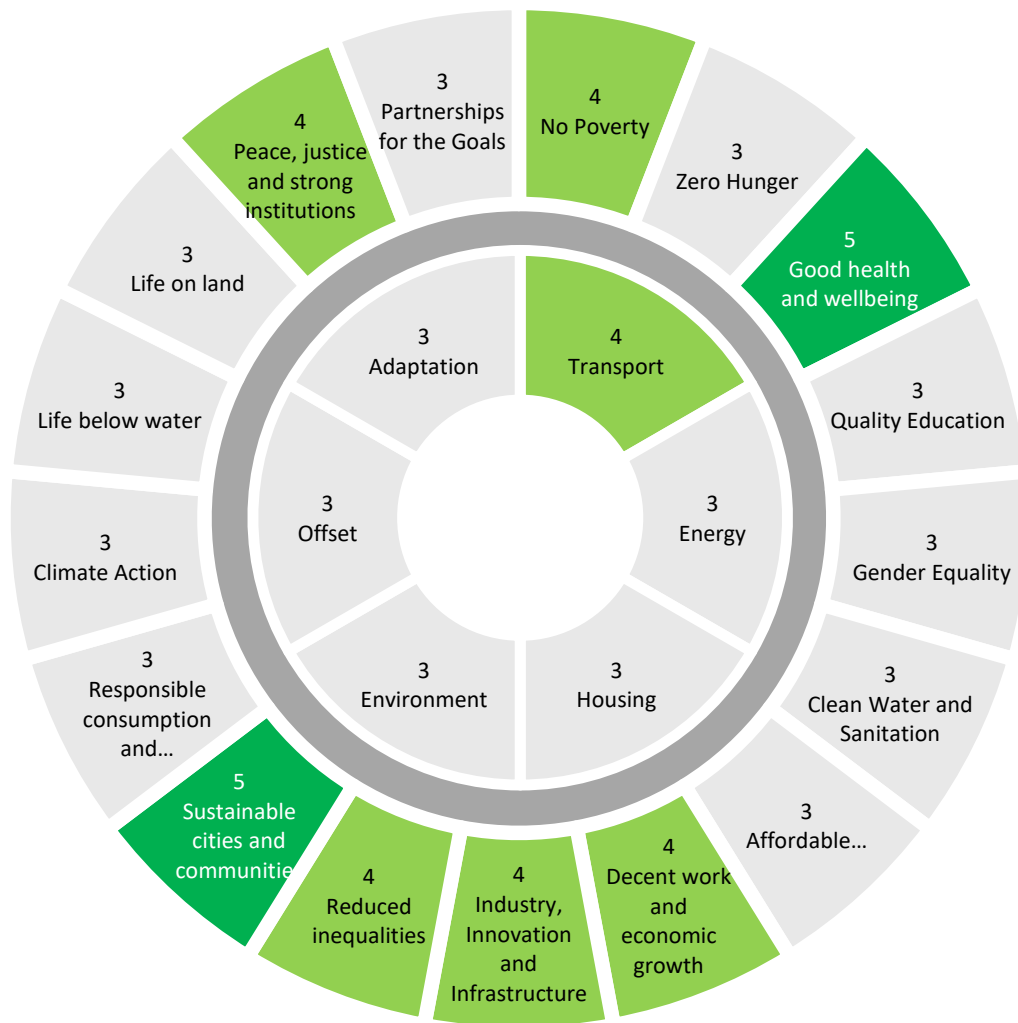 4
No Poverty
3
Zero Hunger
5
Good health
and wellbeing
3
Quality Education
3
Gender Equality
3
Clean Water and
Sanitation
3
Affordable...
4
Decent work
and
economic
growth
4
Industry,
Innovation
and
Infrastructure
4
Reduced
inequalities
5
Sustainable
cities and
communities
3
Responsible
consumption
and...
3
Climate Action
3
Life below water
3
Life on land
4
Peace, justice
and strong
institutions
3
Partnerships
for the Goals
4
Transport
3
Energy
3
Housing
3
Environment
3
Offset
3
Adaptation